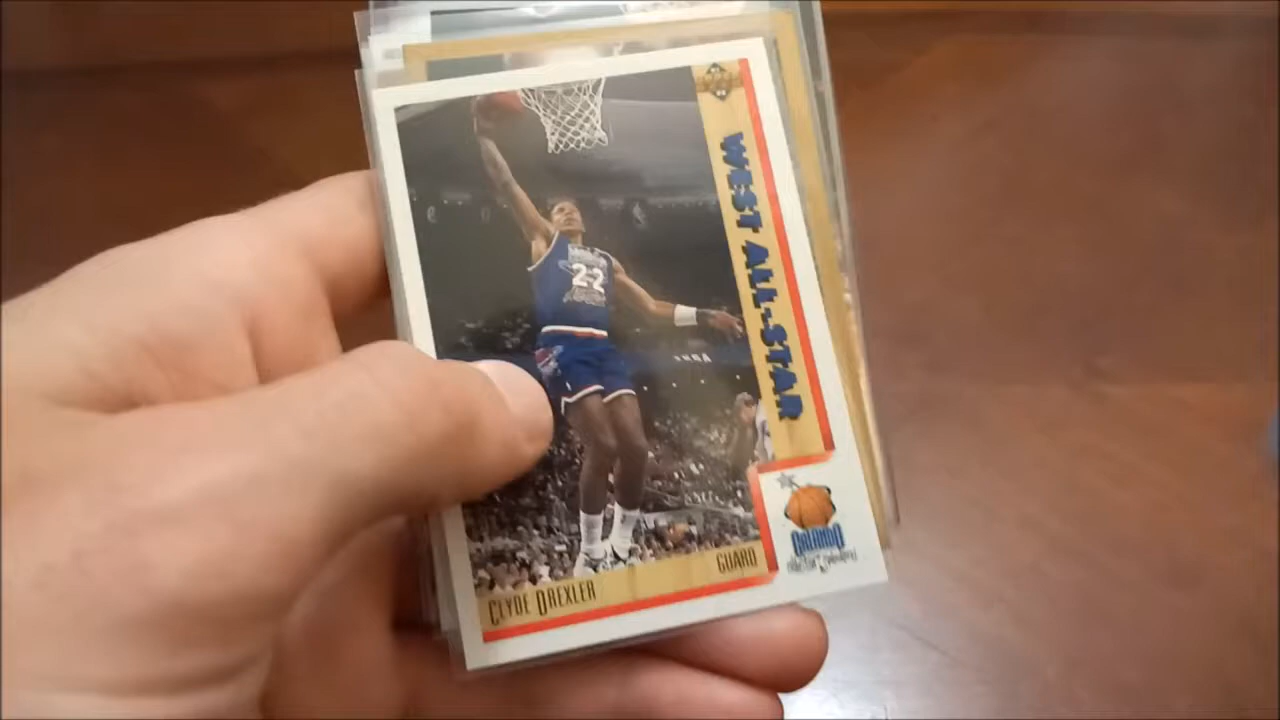 WEST ALL-STAR
22
CLYDE DREXLER
GUARD
ORLANDO